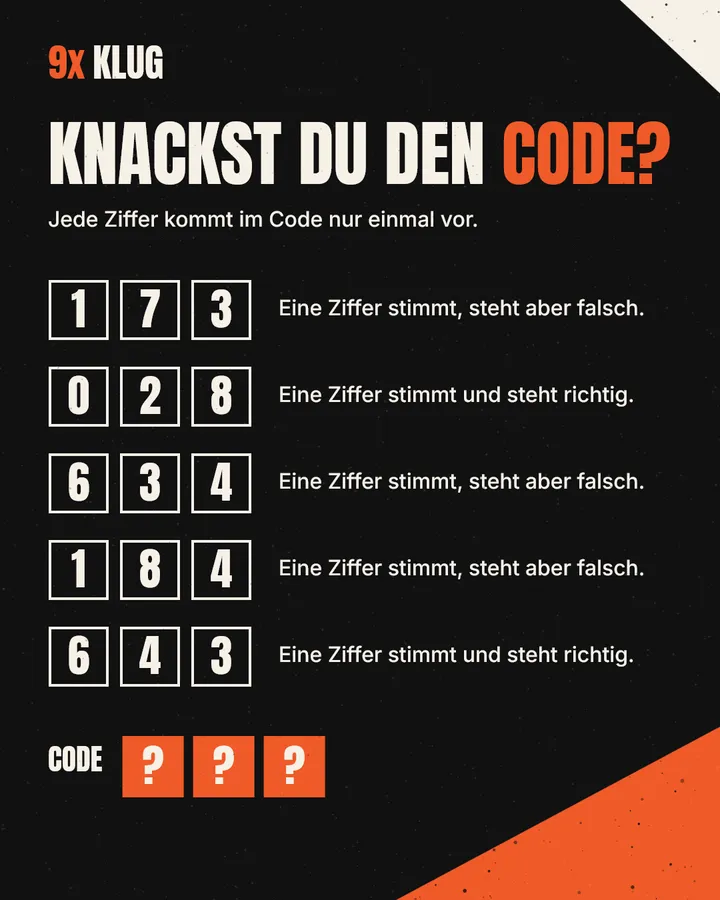 9x KLUG
KNACKST DU DEN CODE?
Jede Ziffer kommt im Code nur einmal vor.
1 7 3 Eine Ziffer stimmt, steht aber falsch.
0 2 8 Eine Ziffer stimmt und steht richtig.
6 3 4 Eine Ziffer stimmt, steht aber falsch.
1 8 4 Eine Ziffer stimmt, steht aber falsch.
6 4 3 Eine Ziffer stimmt und steht richtig.
CODE ? ? ?